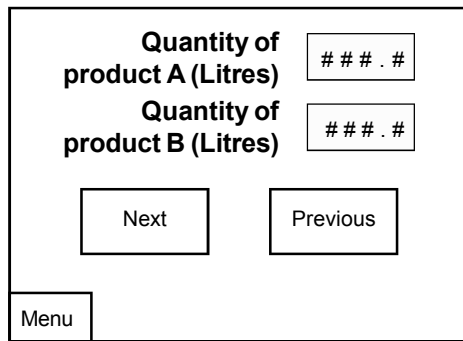 Quantity of
product A (Litres)
# # # . #
Quantity of
product B (Litres)
# # # . #
Next
Previous
Menu